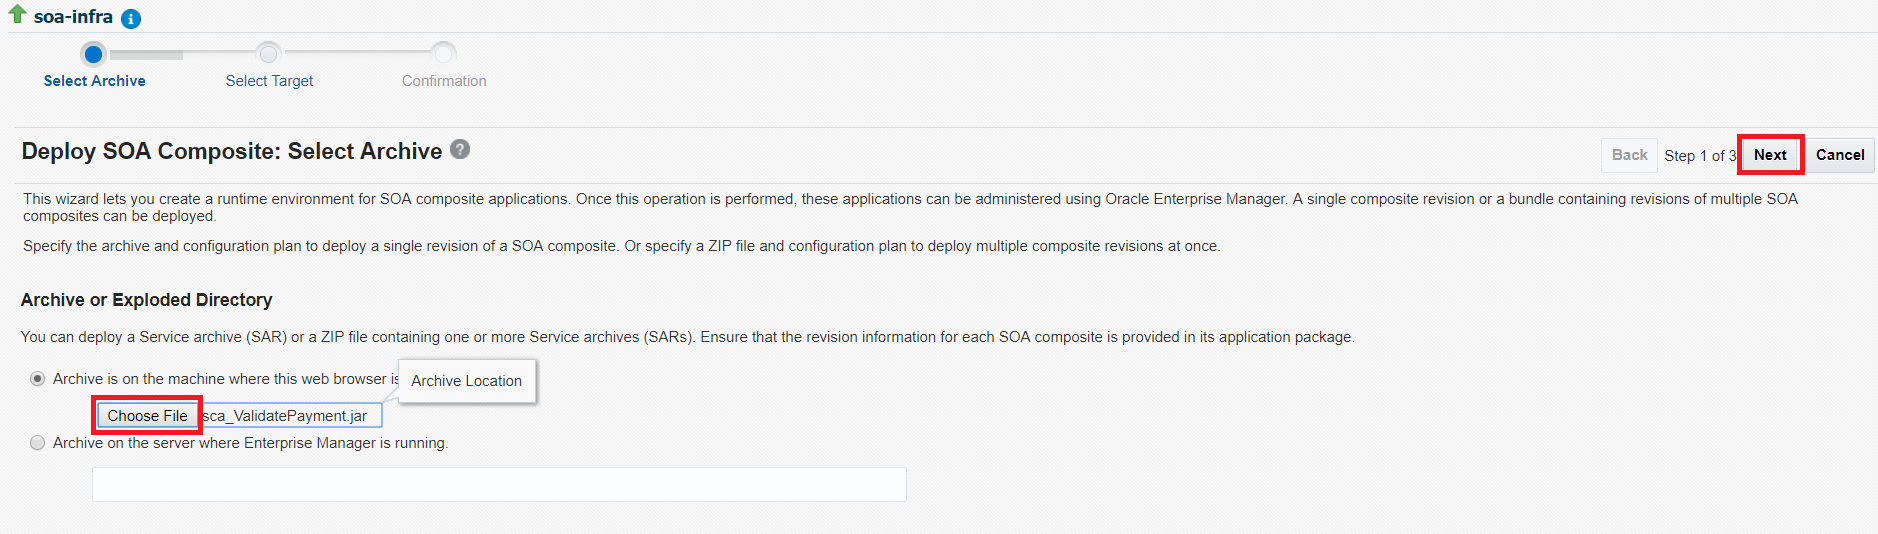 soa-infra
Select Archive
Select Target
Confirmation
Deploy SOA Composite: Select Archive
Back Step 1 of 3 Next Cancel
This wizard lets you create a runtime environment for SOA composite applications. Once this operation is performed, these applications can be administered using Oracle Enterprise Manager. A single composite revision or a bundle containing revisions of multiple SOA
composites can be deployed.
Specify the archive and configuration plan to deploy a single revision of a SOA composite. Or specify a ZIP file and configuration plan to deploy multiple composite revisions at once.
Archive or Exploded Directory
You can deploy a Service archive (SAR) or a ZIP file containing one or more Service archives (SARs). Ensure that the revision information for each SOA composite is provided in its application package.
Archive is on the machine where this web browser is
Archive Location
Choose File sca_ValidatePayment.jar
Archive on the server where Enterprise Manager is running.